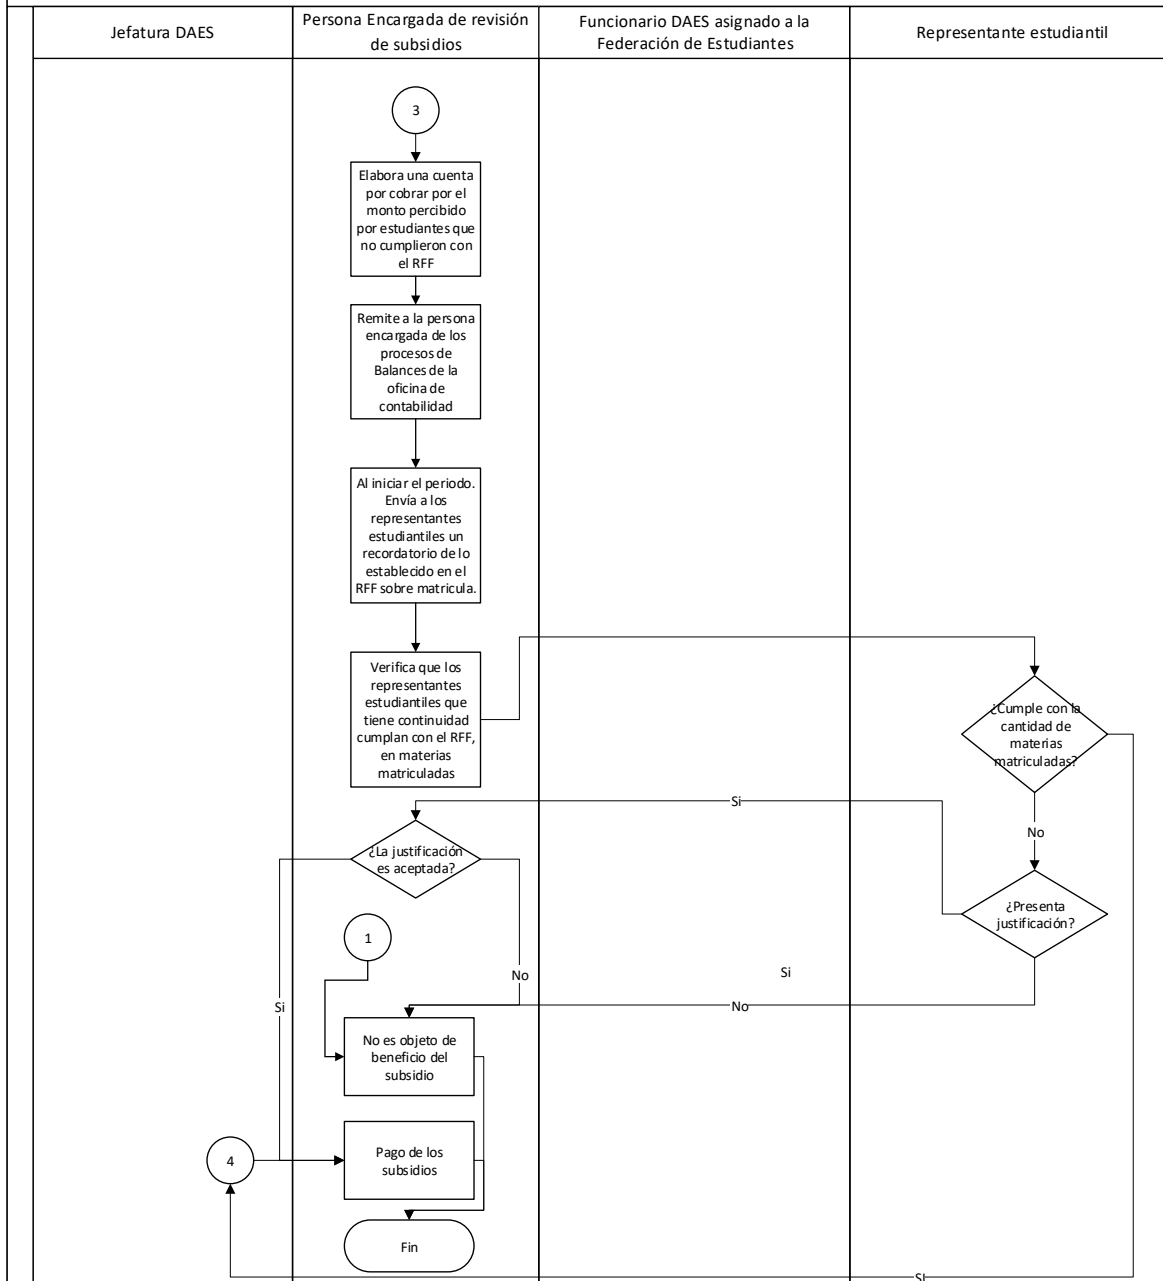 Jefatura DAES
Persona Encargada de revisión
de subsidios
Funcionario DAES asignado a la
Federación de Estudiantes
Representante estudiantil
3
Elabora una cuenta
por cobrar por el
monto percibido
por estudiantes que
no cumplieron con
el RFF
Remite a la persona
encargada de los
procesos de
Balances de la
oficina de
contabilidad
Al iniciar el periodo.
Envía a los
representantes
estudiantiles un
recordatorio de lo
establecido en el
RFF sobre matricula.
Verifica que los
representantes
estudiantiles que
tiene continuidad
cumplan con el RFF,
en materias
matriculadas
¿Cumple con la
cantidad de
materias
matriculadas?
Si
No
¿La justificación
es aceptada?
¿Presenta
justificación?
1
No
Si
Si
No
No es objeto de
beneficio del
subsidio
4
Pago de los
subsidios
Fin
SI